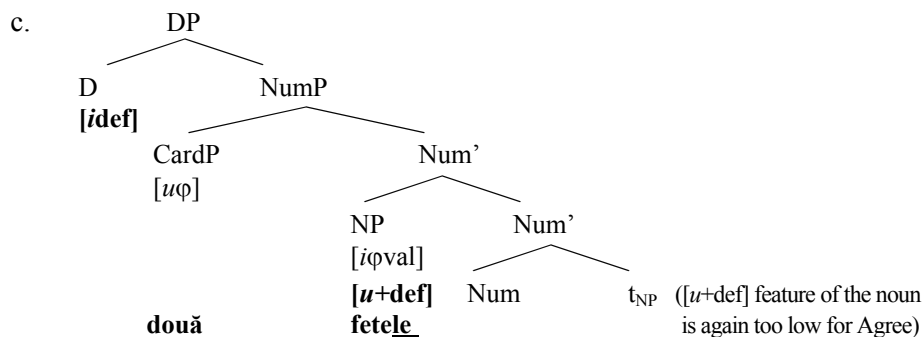 c. DP
D NumP
[idef]
CardP Num’
[uφ]
NP Num’
[iφval]
[u+def] Num tNP ([u+def] feature of the noun
două fetele is again too low for Agree)